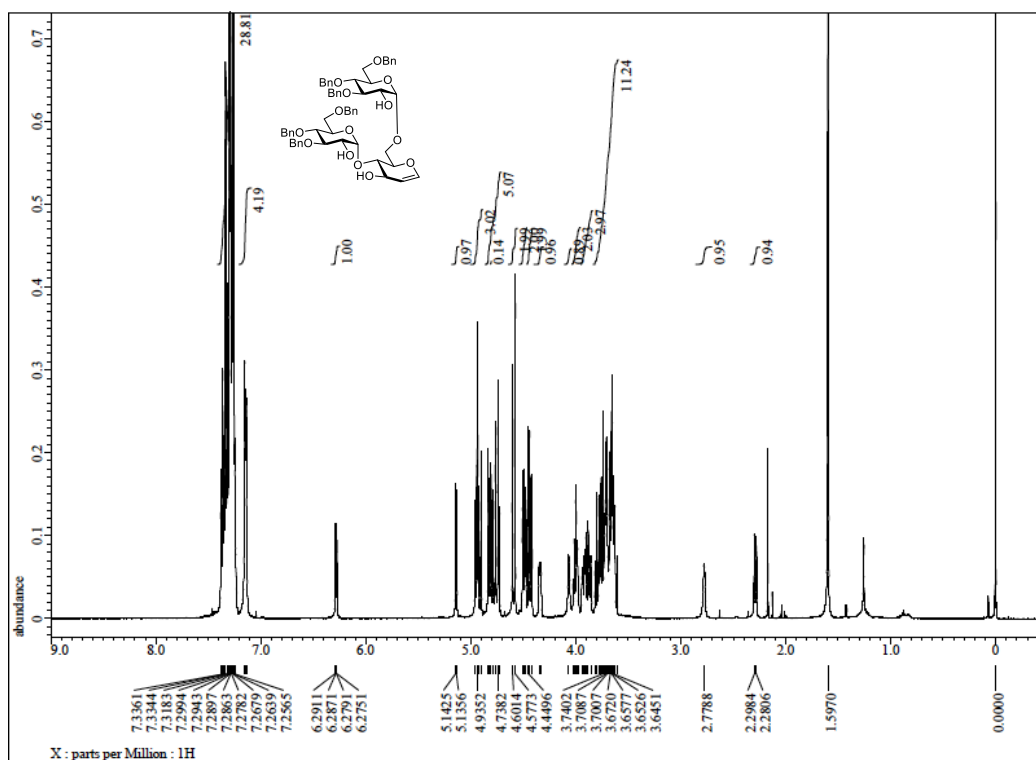 28.81
4.19
1.00
0.97
3.02
0.14
5.07
0.96
0.89
2.03
2.97
11.24
0.95
0.94
OBn
BnO
BnO
HO
O
O
OBn
BnO
BnO
HO
O
O
O
HO
abundance
0 0.1 0.2 0.3 0.4 0.5 0.6 0.7
9.0 8.0 7.0 6.0 5.0 4.0 3.0 2.0 1.0 0
7.3361
7.3344
7.3183
7.2994
7.2943
7.2897
7.2863
7.2782
7.2679
7.2639
7.2565
6.2911
6.2871
6.2791
6.2751
5.1425
5.1356
4.9352
4.7382
4.6014
4.5773
4.4496
3.7402
3.7087
3.7007
3.6720
3.6577
3.6526
3.6451
2.7788
2.2984
2.2806
1.5970
0.0000
X : parts per Million : 1H